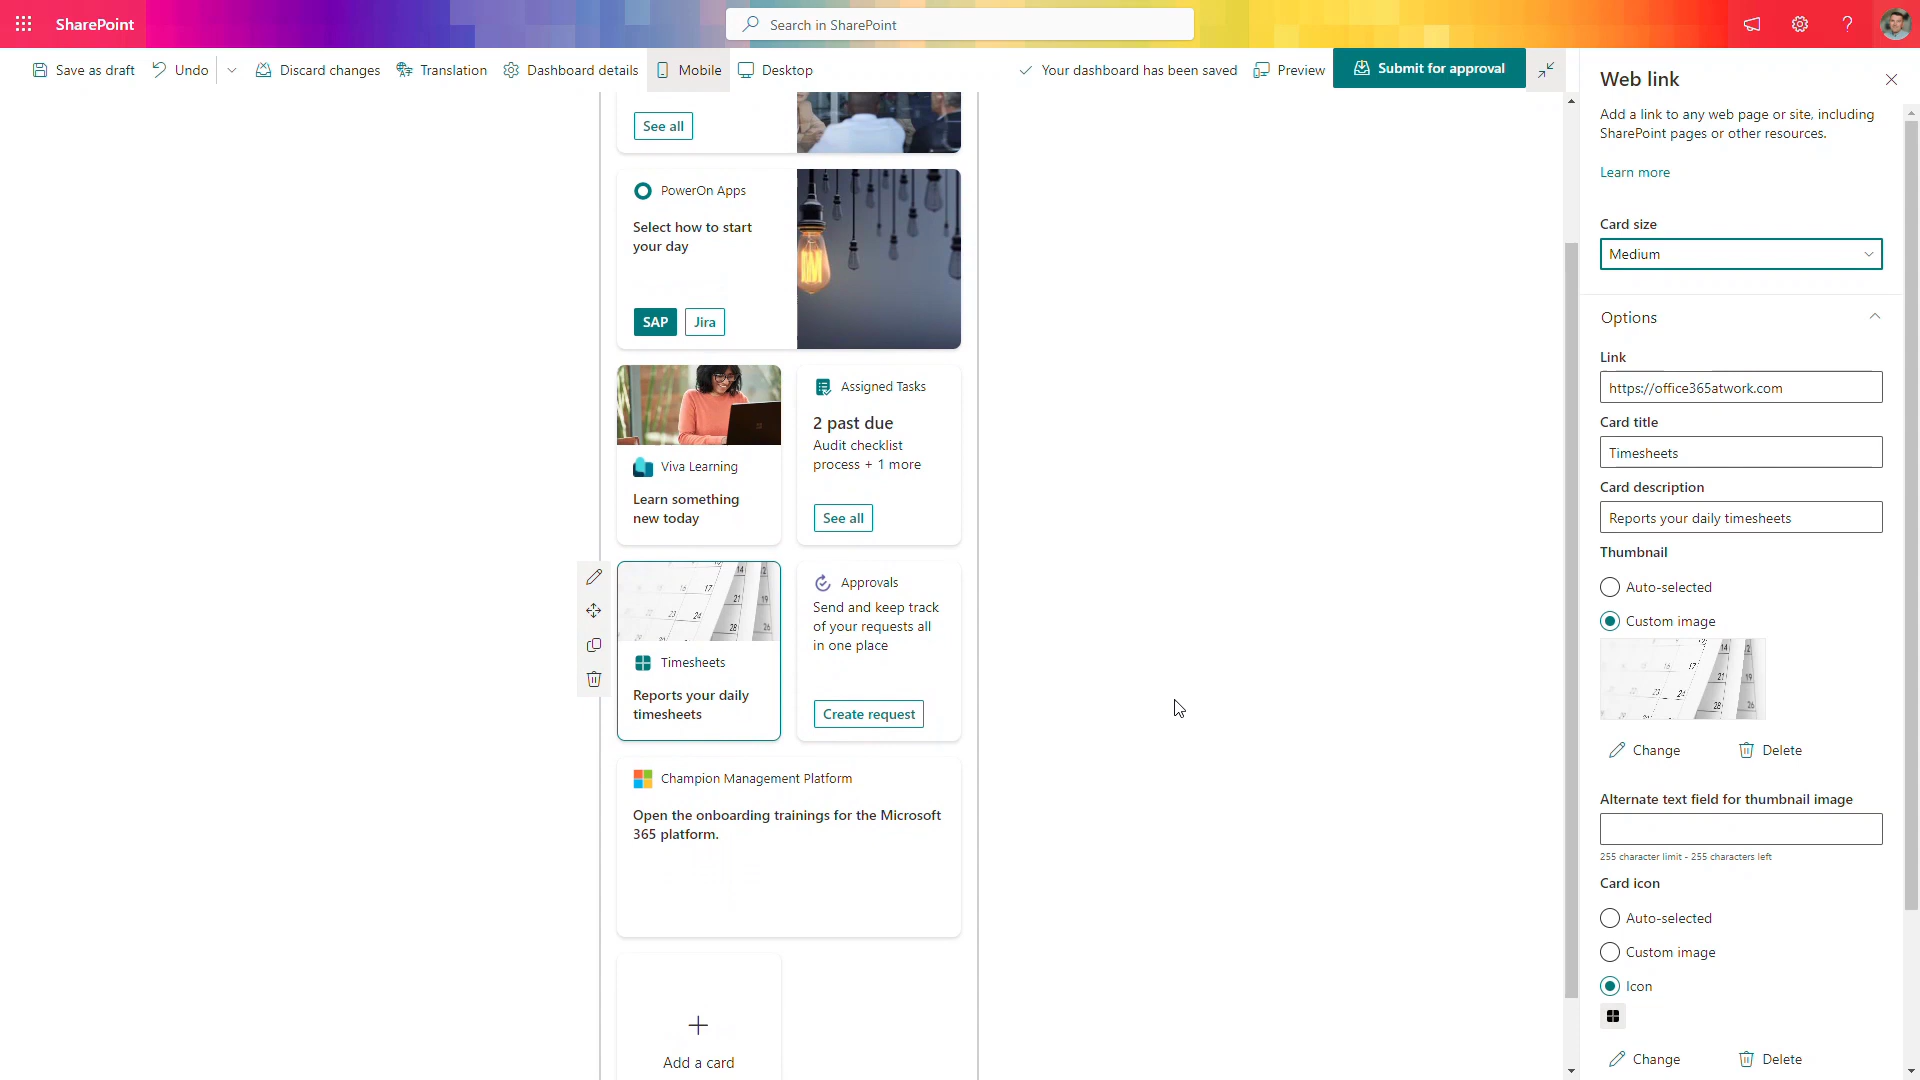 SharePoint
Search in SharePoint
Save as draft
Undo
Discard changes
Translation
Dashboard details
Mobile
Desktop
Your dashboard has been saved
Preview
Submit for approval
See all
PowerOn Apps
Select how to start
your day
SAP
Jira
Viva Learning
Learn something
new today
Assigned Tasks
2 past due
Audit checklist
process + 1 more
See all
Timesheets
Reports your daily
timesheets
Approvals
Send and keep track
of your requests all
in one place
Create request
Champion Management Platform
Open the onboarding trainings for the Microsoft
365 platform.
Add a card
Web link
Add a link to any web page or site, including
SharePoint pages or other resources.
Learn more
Card size
Medium
Options
Link
https://office365atwork.com
Card title
Timesheets
Card description
Reports your daily timesheets
Thumbnail
Auto-selected
Custom image
Change
Delete
Alternate text field for thumbnail image
255 character limit - 255 characters left
Card icon
Auto-selected
Custom image
Icon
Change
Delete